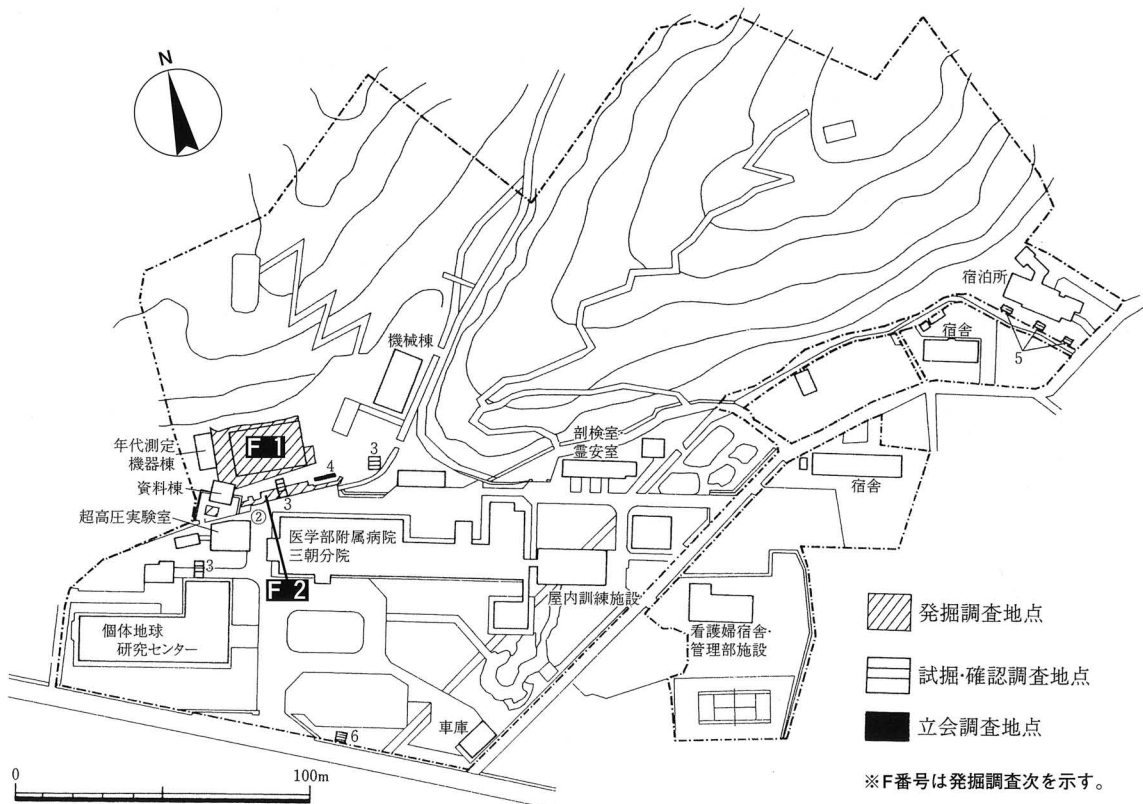 N
宿泊所
宿舎
5
機械棟
剖検室
霊安室
年代測定
機器棟
F 1
3
4
資料棟
3
宿舎
超高圧実験室
②
医学部附属病院
三朝分院
3
F 2
屋内訓練施設
個体地球
研究センター
看護婦宿舎・
管理部施設
発掘調査地点
試掘・確認調査地点
立会調査地点
6
車庫
0
100m
※F番号は発掘調査次を示す。